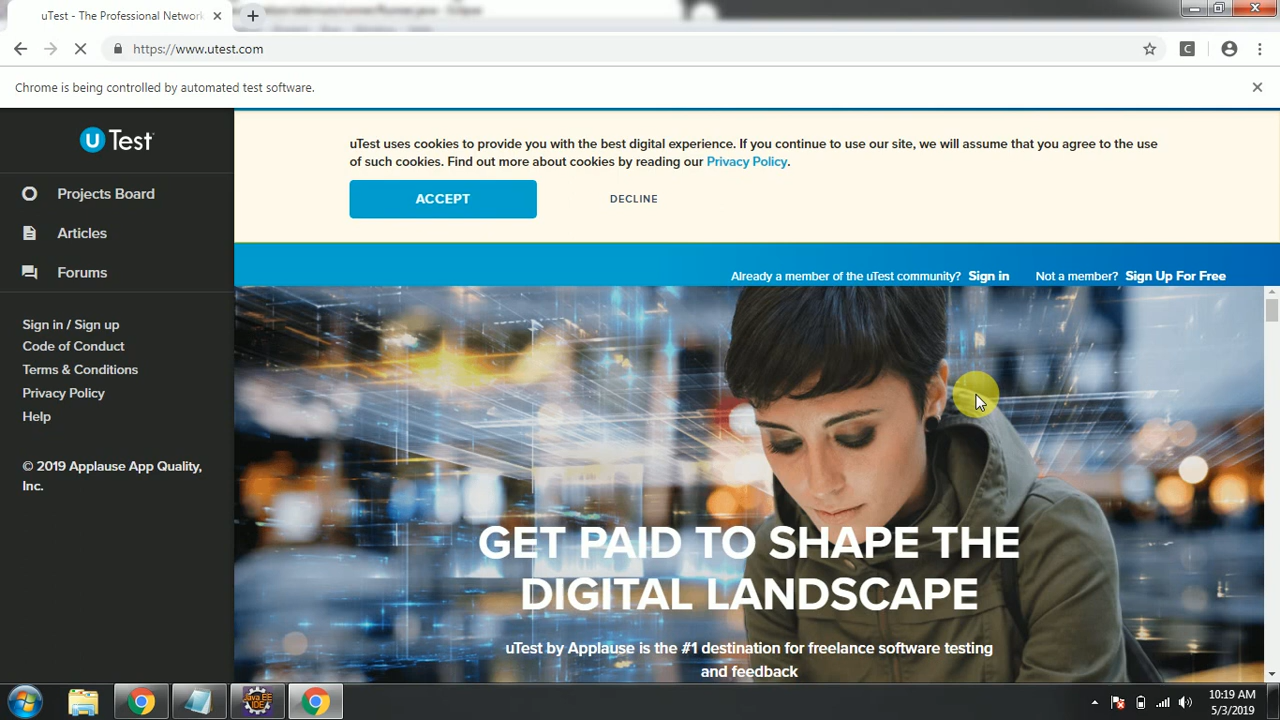 uTest - The Professional Network
https://www.utest.com
C
Chrome is being controlled by automated test software.
U Test
Projects Board
Articles
Forums
Sign in / Sign up
Code of Conduct
Terms & Conditions
Privacy Policy
Help
© 2019 Applause App Quality,
Inc.
uTest uses cookies to provide you with the best digital experience. If you continue to use our site, we will assume that you agree to the use
of such cookies. Find out more about cookies by reading our Privacy Policy.
ACCEPT DECLINE
Already a member of the uTest community? Sign in Not a member? Sign Up For Free
GET PAID TO SHAPE THE
DIGITAL LANDSCAPE
uTest by Applause is the #1 destination for freelance software testing
and feedback
Java EE
IDE
10:19 AM
5/3/2019